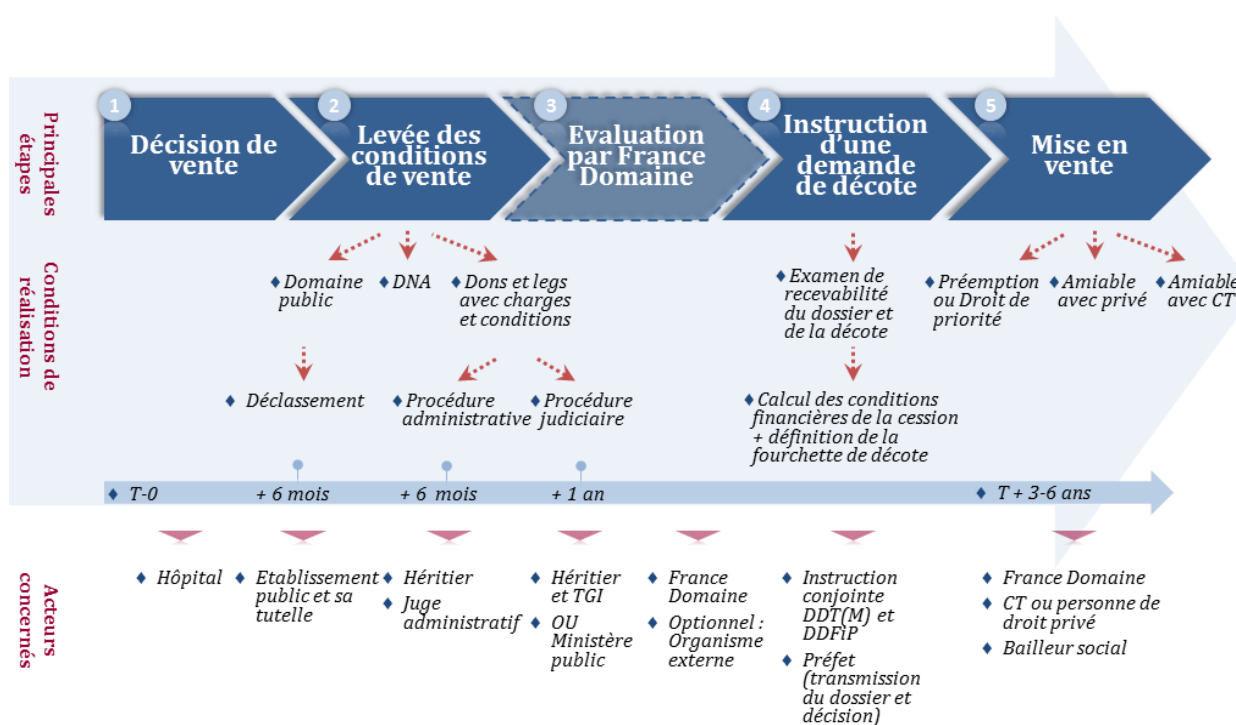 Principales
étapes
1
Décision de
vente
2
Levée des
conditions
de vente
3
Evaluation
par France
Domaine
4
Instruction
d'une
demande
de décote
5
Mise en
vente
Conditions de
réalisation
Domaine
public
DNA
Dons et legs
avec charges
et conditions
Examen de
recevabilité
du dossier et
de la décote
Préemption
ou Droit de
priorité
Amiable
avec privé
Amiable
avec CT
Déclassement
Procédure
administrative
Procédure
judiciaire
Calcul des conditions
financières de la cession
+ définition de la
fourchette de décote
T-0
+ 6 mois
+ 6 mois
+ 1 an
T + 3-6 ans
Acteurs
concernés
Hôpital
Etablissement
public et sa
tutelle
Héritier
Juge
administratif
Héritier
et TGI
OU
Ministère
public
France
Domaine
Optionnel :
Organisme
externe
Instruction
conjointe
DDT(M) et
DDFiP
Préfet
(transmission
du dossier et
décision)
France Domaine
CT ou personne de
droit privé
Bailleur social